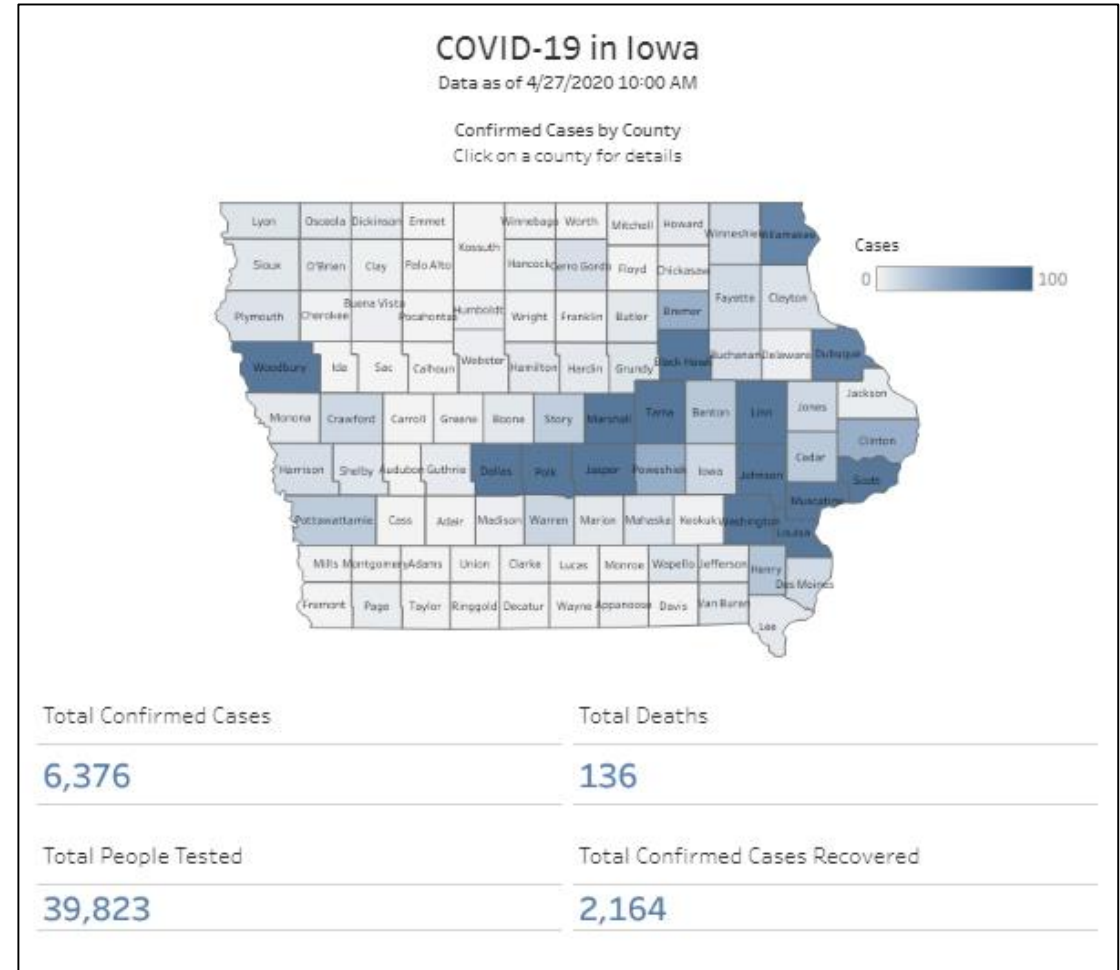 COVID-19 in Iowa
Data as of 4/27/2020 10:00 AM
Confirmed Cases by County
Click on a county for details
Lyon Osceola Dickinson Emmet Winnebago Worth Mitchell Howard Winneshiek Allamakee
Kossuth
Sioux O'Brien Clay Palo Alto Hancock Cerro Gordo Floyd Chickasaw
Cases
0 100
Plymouth Cherokee Buena Vista Pocahontas Humboldt Wright Franklin Butler Bremer Fayette Clayton
Woodbury Ida Sac Calhoun Webster Hamilton Hardin Grundy Black Hawk Buchanan Delaware Dubuque
Monona Crawford Carroll Greene Boone Story Marshall Tama Benton Linn Jones Jackson
Clinton
Harrison Shelby Audubon Guthrie Dallas Polk Jasper Poweshiek Iowa Johnson Cedar Scott
Muscatine
Pottawattamie Cass Adair Madison Warren Marion Mahaska Keokuk Washington Louisa
Mills Montgomery Adams Union Clarke Lucas Monroe Wapello Jefferson Henry Des Moines
Fremont Page Taylor Ringgold Decatur Wayne Appanoose Davis Van Buren
Lee
Total Confirmed Cases
6,376
Total Deaths
136
Total People Tested
39,823
Total Confirmed Cases Recovered
2,164